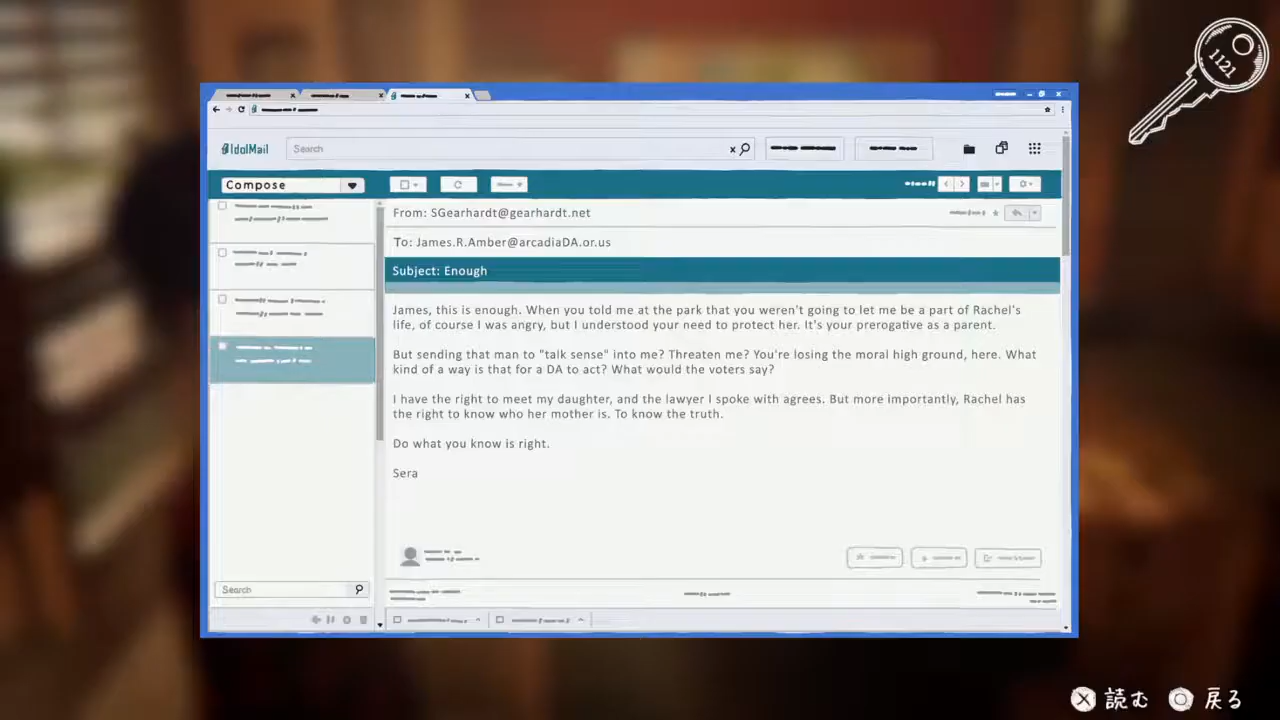 1121
IdolMail
Search
Compose
From: SGearhardt@gearhardt.net
To: James.R.Amber@arcadiaDA.or.us
Subject: Enough
James, this is enough. When you told me at the park that you weren't going to let me be a part of Rachel's
life, of course I was angry, but I understood your need to protect her. It's your prerogative as a parent.
But sending that man to "talk sense" into me? Threaten me? You're losing the moral high ground, here. What
kind of a way is that for a DA to act? What would the voters say?
I have the right to meet my daughter, and the lawyer I spoke with agrees. But more importantly, Rachel has
the right to know who her mother is. To know the truth.
Do what you know is right.
Sera
Search
読む 戻る